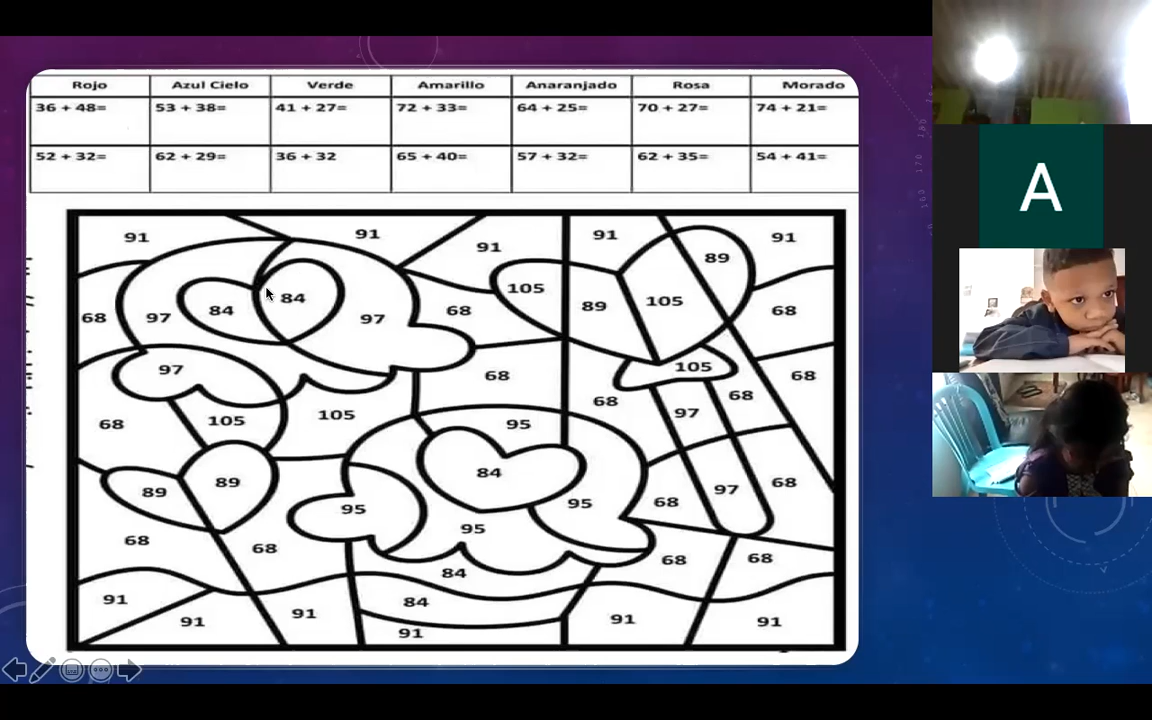 Rojo Azul Cielo Verde Amarillo Anaranjado Rosa Morado
36 + 48= 53 + 38= 41 + 27= 72 + 33= 64 + 25= 70 + 27= 74 + 21=
52 + 32= 62 + 29= 36 + 32 65 + 40= 57 + 32= 62 + 35= 54 + 41=
91 91 91 91 89 91
68 97 84 84 97 68 105 89 105 68
97 68 105 68
68 105 105 95 68 97 68
89 89 84 68
95 95 95 68 97 68
68 68 84 68 68
91 91 91 84 91 91 91
A